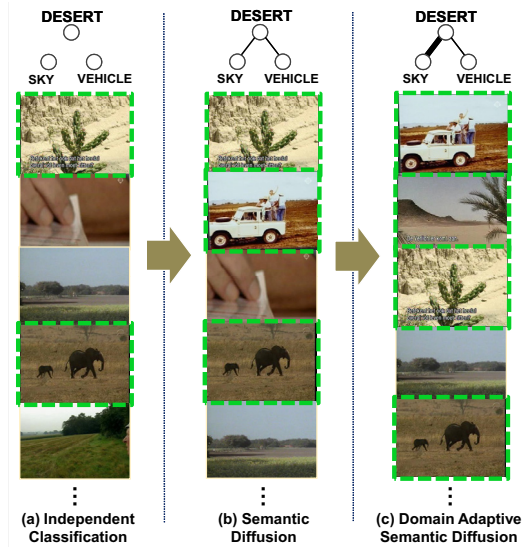 DESERT
SKY VEHICLE
(a) Independent
Classification
DESERT
SKY VEHICLE
(b) Semantic
Diffusion
DESERT
SKY VEHICLE
(c) Domain Adaptive
Semantic Diffusion